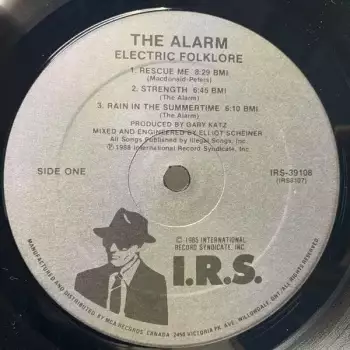 THE ALARM
ELECTRIC FOLKLORE
1. RESCUE ME 8:29 BMI
(Macdonald-Peters)
2. STRENGTH 6:45 BMI
(The Alarm)
3. RAIN IN THE SUMMERTIME 6:10 BMI
(The Alarm)
PRODUCED BY GARY KATZ
MIXED AND ENGINEERED BY ELLIOT SCHEINER
All Songs Published by Illegal Songs, Inc.
℗ 1988 International Record Syndicate, Inc.
SIDE ONE
IRS-39108
(IRS9107)
© 1985 INTERNATIONAL
RECORD SYNDICATE, INC.
I.R.S.
MANUFACTURED AND DISTRIBUTED BY MCA RECORDS CANADA 2450 VICTORIA PK. AVE., WILLOWDALE ONT./ALL RIGHTS RESERVED